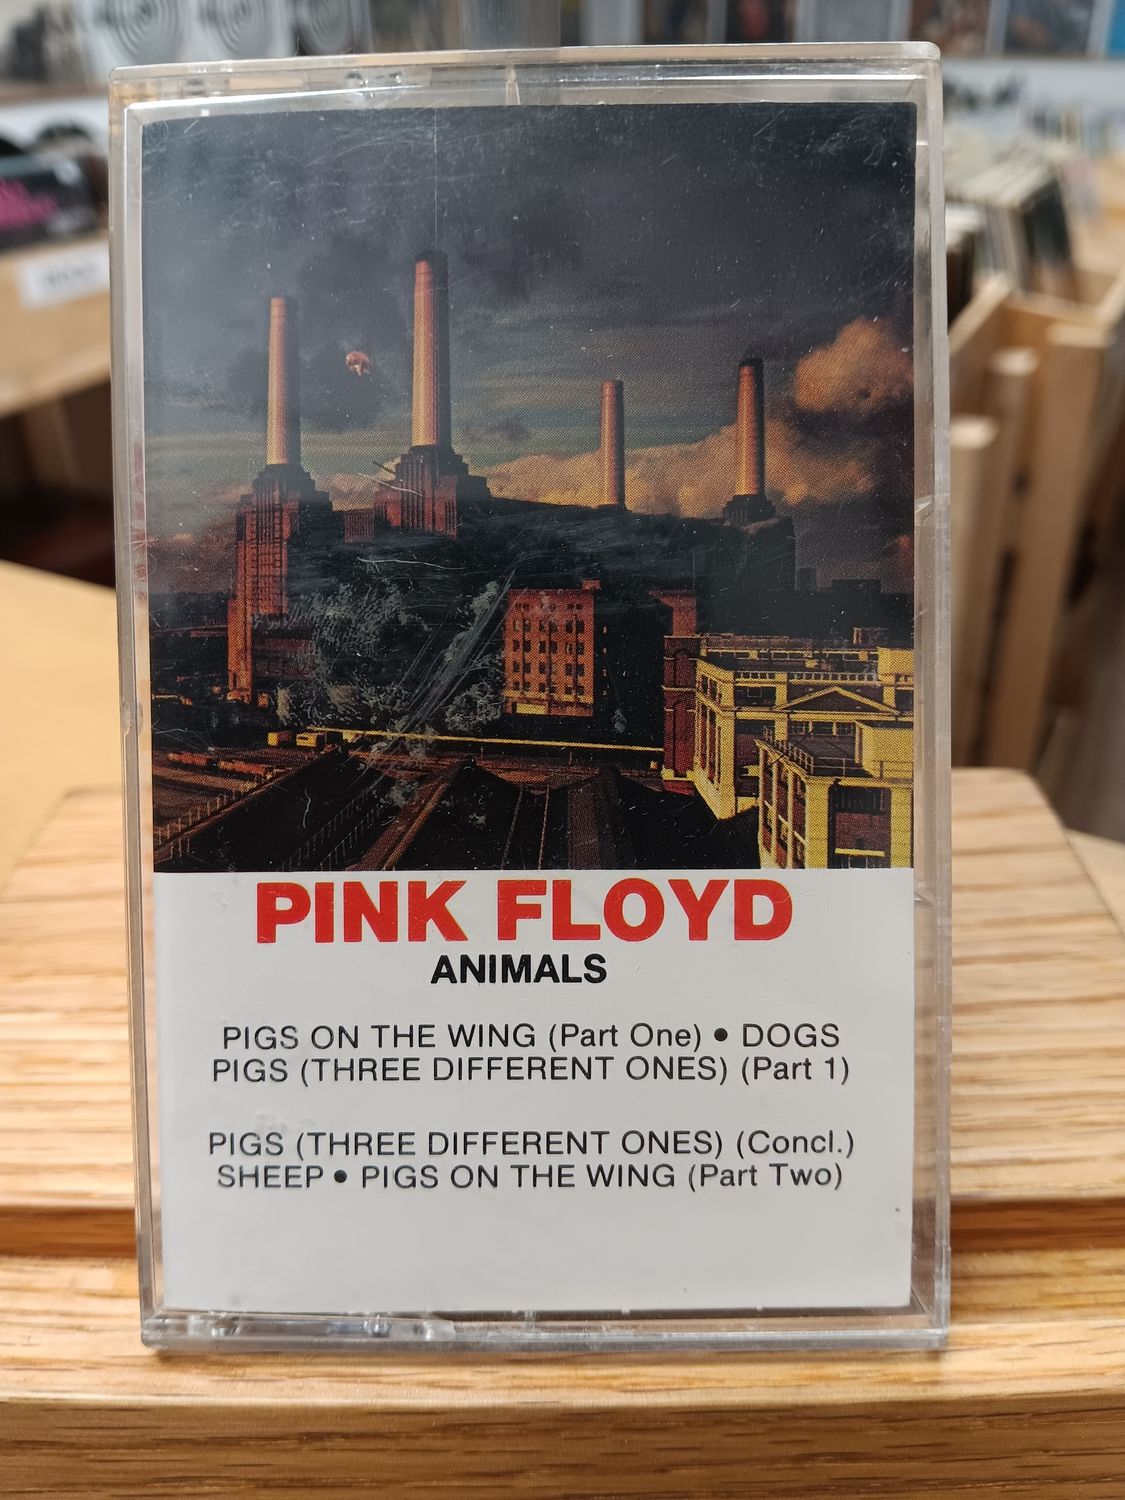 PINK FLOYD
ANIMALS
PIGS ON THE WING (Part One) • DOGS
PIGS (THREE DIFFERENT ONES) (Part 1)
PIGS (THREE DIFFERENT ONES) (Concl.)
SHEEP • PIGS ON THE WING (Part Two)